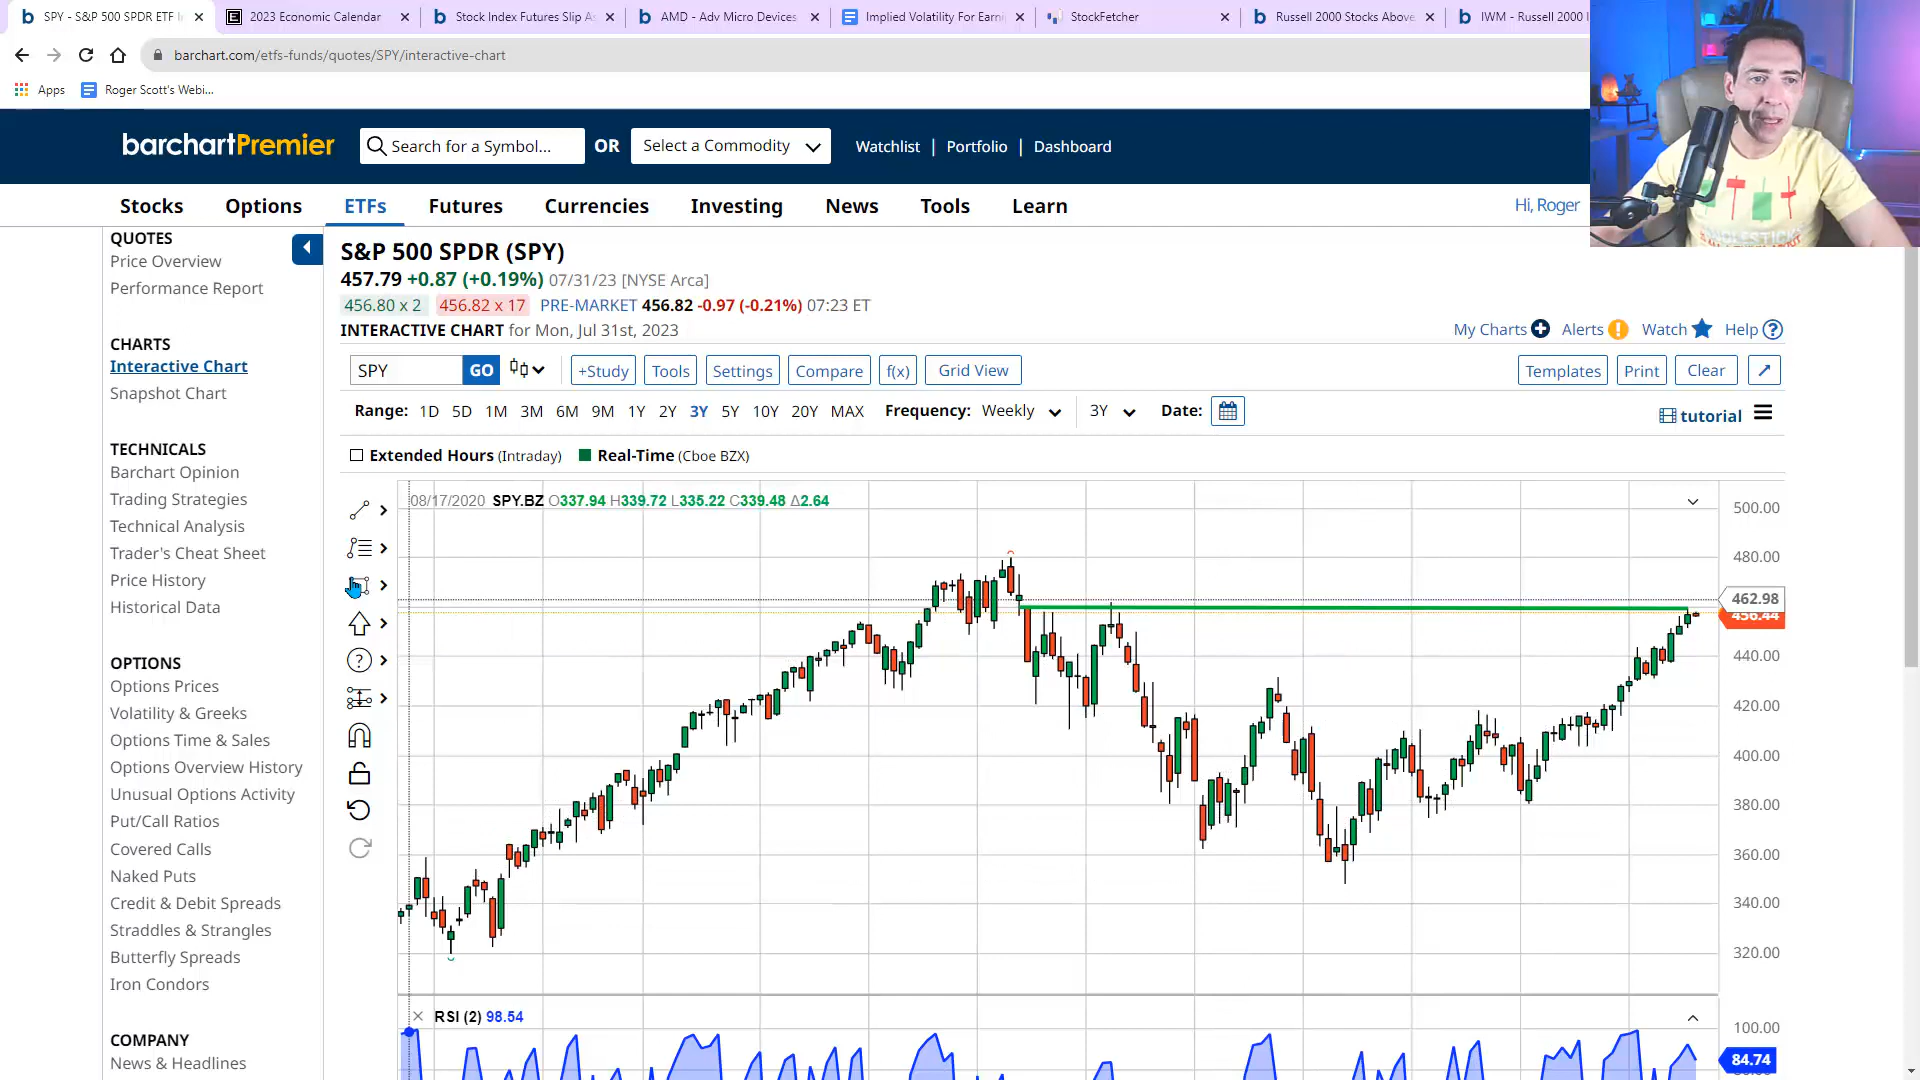 SPY - S&P 500 SPDR ETF
2023 Economic Calendar
Stock Index Futures Slip As
AMD - Adv Micro Devices
Implied Volatility For Earni
StockFetcher
Russell 2000 Stocks Above
IWM - Russell 2000
barchart.com/etfs-funds/quotes/SPY/interactive-chart
Apps
Roger Scott's Webi...
barchartPremier
Search for a Symbol...
OR
Select a Commodity
Watchlist | Portfolio | Dashboard
Stocks Options ETFs Futures Currencies Investing News Tools Learn
Hi, Roger
QUOTES
Price Overview
Performance Report
CHARTS
Interactive Chart
Snapshot Chart
TECHNICALS
Barchart Opinion
Trading Strategies
Technical Analysis
Trader's Cheat Sheet
Price History
Historical Data
OPTIONS
Options Prices
Volatility & Greeks
Options Time & Sales
Options Overview History
Unusual Options Activity
Put/Call Ratios
Covered Calls
Naked Puts
Credit & Debit Spreads
Straddles & Strangles
Butterfly Spreads
Iron Condors
COMPANY
News & Headlines
S&P 500 SPDR (SPY)
457.79 +0.87 (+0.19%) 07/31/23 [NYSE Arca]
456.80 x 2 456.82 x 17 PRE-MARKET 456.82 -0.97 (-0.21%) 07:23 ET
INTERACTIVE CHART for Mon, Jul 31st, 2023
My Charts Alerts Watch Help
SPY GO +Study Tools Settings Compare f(x) Grid View Templates Print Clear
Range: 1D 5D 1M 3M 6M 9M 1Y 2Y 3Y 5Y 10Y 20Y MAX Frequency: Weekly 3Y Date:
tutorial
Extended Hours (Intraday) Real-Time (Cboe BZX)
08/17/2020 SPY.BZ O337.94 H339.72 L335.22 C339.48 Δ2.64
500.00
480.00
462.98
456.44
440.00
420.00
400.00
380.00
360.00
340.00
320.00
RSI (2) 98.54
100.00
84.74